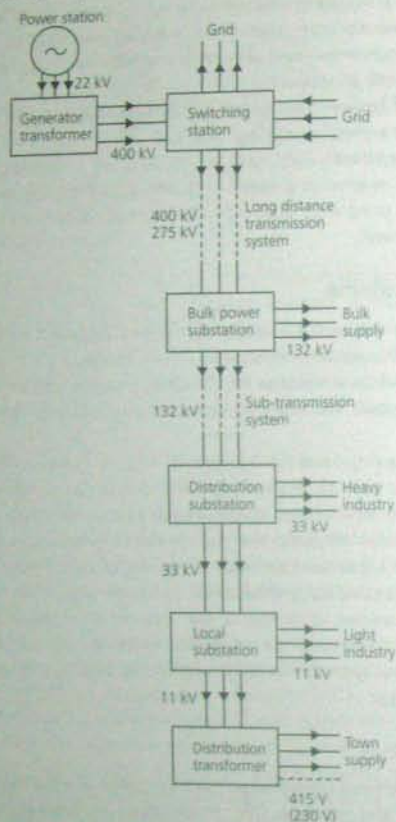 Power station
Grid
22 kV
Generator
transformer
400 kV
Switching
station
Grid
400 kV
275 kV
Long distance
transmission
system
Bulk power
substation
Bulk
supply
132 kV
132 kV
Sub-transmission
system
Distribution
substation
Heavy
industry
33 kV
33 kV
Local
substation
Light
industry
11 kV
11 kV
Distribution
transformer
Town
supply
415 V
(230 V)